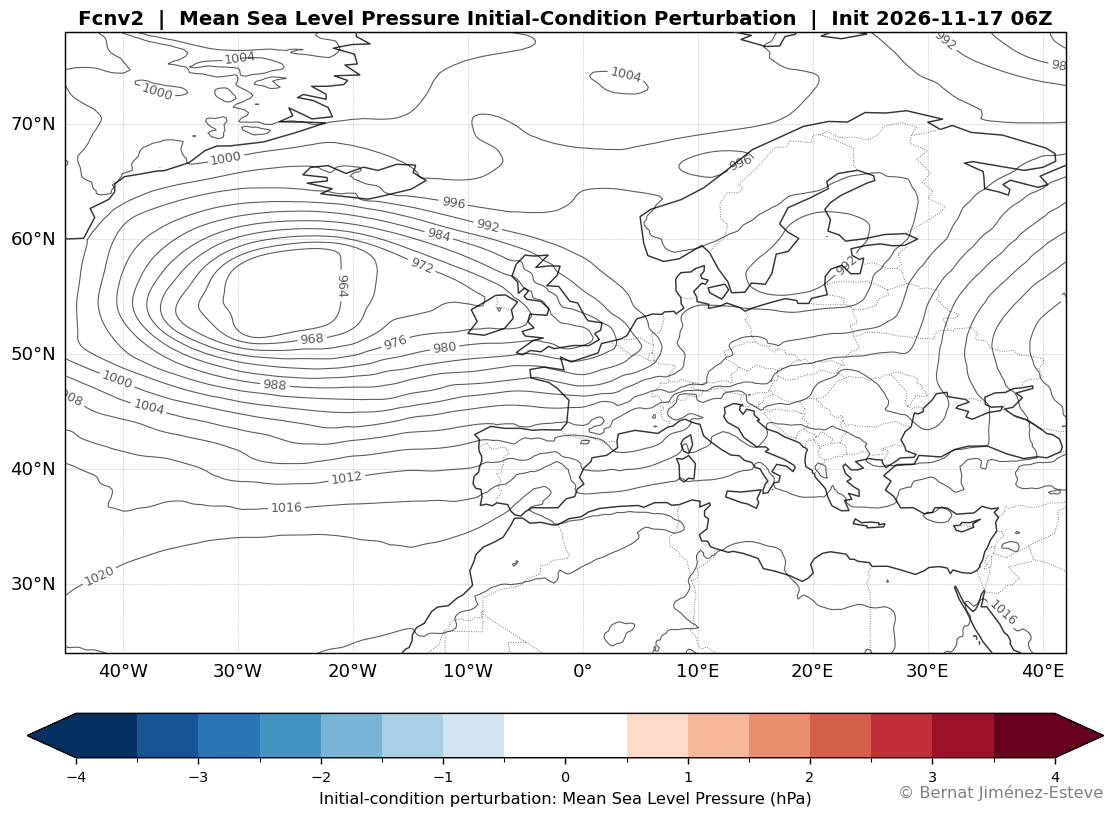 Fcnv2 | Mean Sea Level Pressure Initial-Condition Perturbation | Init 2026-11-17 06Z
1004
992
1004
1000
70°N
1000
996
996
992
984
60°N
972
992
964
968
976
980
50°N
988
1000
1004
1012
40°N
1016
1020
30°N
1016
40°W 30°W 20°W 10°W 0° 10°E 20°E 30°E 40°E
−4 −3 −2 −1 0 1 2 3 4
Initial-condition perturbation: Mean Sea Level Pressure (hPa)
© Bernat Jiménez-Esteve